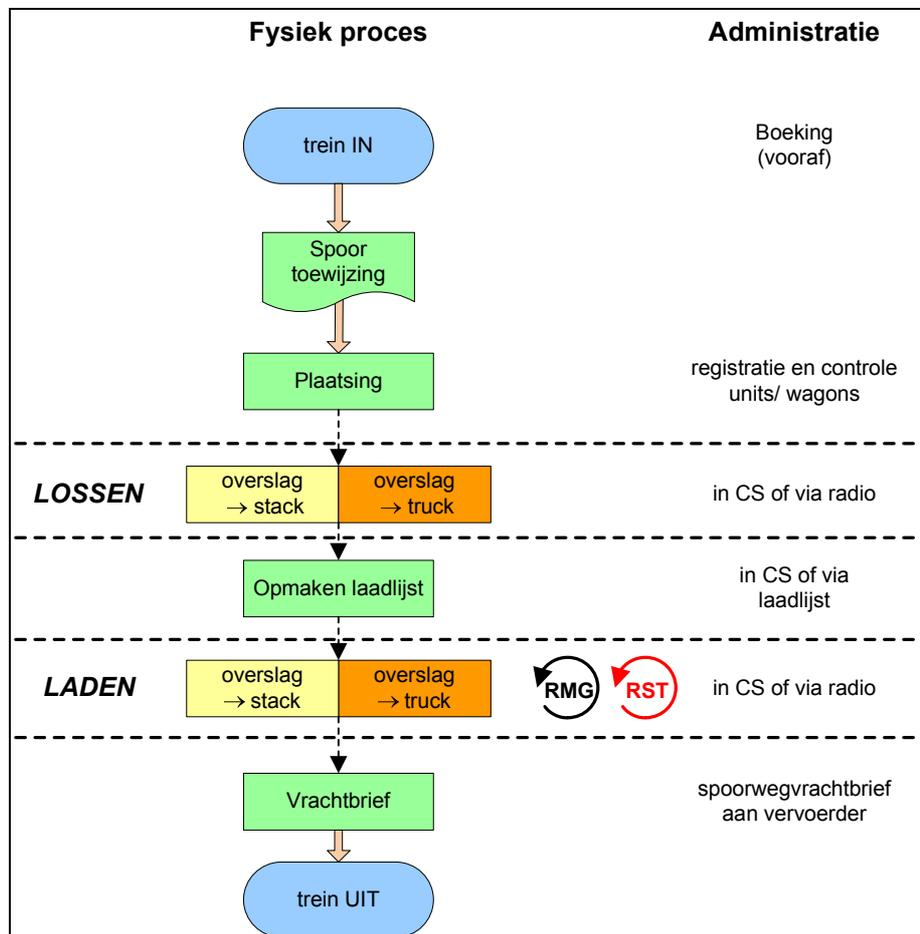 Fysiek proces
Administratie
trein IN
Boeking
(vooraf)
Spoor
toewijzing
Plaatsing
registratie en controle
units/ wagons
LOSSEN
overslag
→ stack
overslag
→ truck
in CS of via radio
Opmaken laadlijst
in CS of via
laadlijst
LADEN
overslag
→ stack
overslag
→ truck
RMG
RST
in CS of via radio
Vrachtbrief
spoorwegvrachtbrief
aan vervoerder
trein UIT